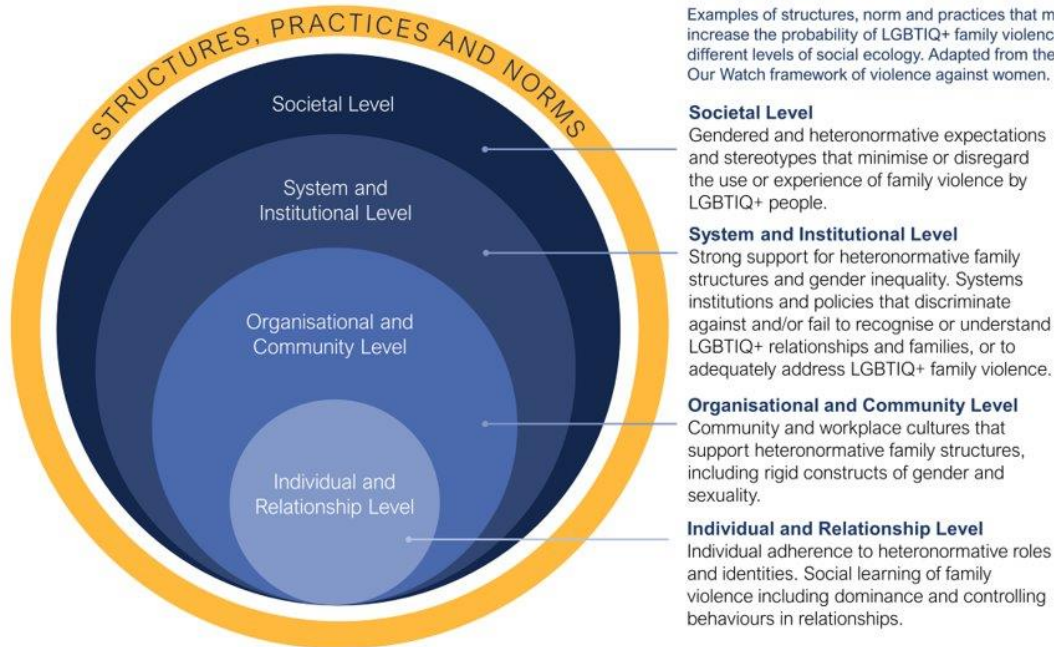 STRUCTURES, PRACTICES AND NORMS
Societal Level
System and
Institutional Level
Organisational and
Community Level
Individual and
Relationship Level
Examples of structures, norm and practices that
increase the probability of LGBTIQ+ family
different levels of social ecology. Adapted from the
Our Watch framework of violence against women.
Societal Level
Gendered and heteronormative expectations
and stereotypes that minimise or disregard
the use or experience of family violence by
LGBTIQ+ people.
System and Institutional Level
Strong support for heteronormative family
structures and gender inequality. Systems
institutions and policies that discriminate
against and/or fail to recognise or understand
LGBTIQ+ relationships and families, or to
adequately address LGBTIQ+ family violence.
Organisational and Community Level
Community and workplace cultures that
support heteronormative family structures,
including rigid constructs of gender and
sexuality.
Individual and Relationship Level
Individual adherence to heteronormative roles
and identities. Social learning of family
violence including dominance and controlling
behaviours in relationships.